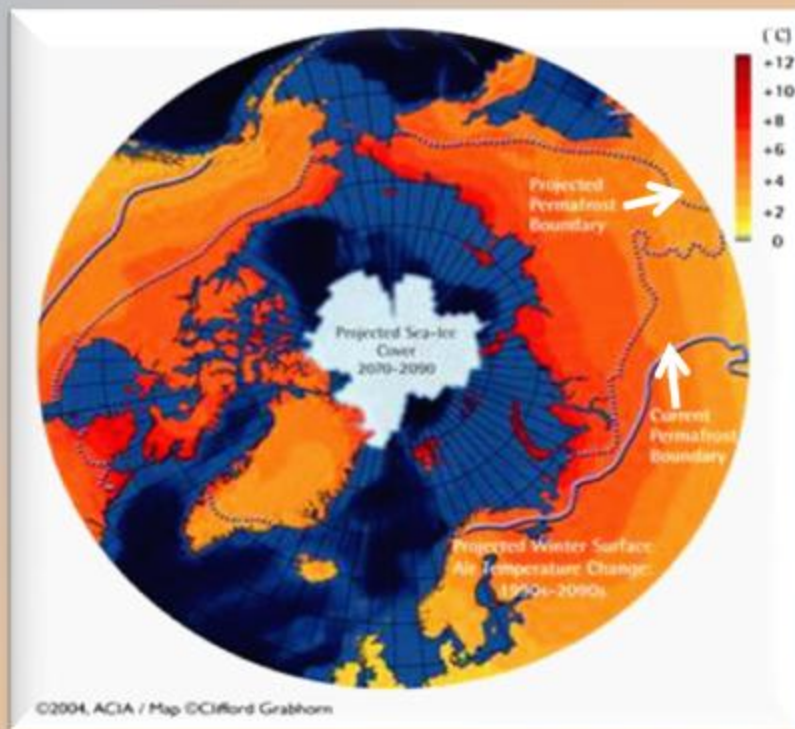 (°C)
+12
+10
+8
+6
+4
+2
0
Projected
Permafrost
Boundary
Projected Sea-Ice
Cover
2070-2090
Current
Permafrost
Boundary
Projected Winter Surface
Air Temperature Change:
1990s-2090s
©2004, ACIA / Map ©Clifford Grabhorn